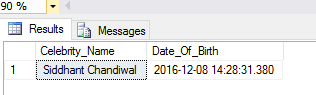 90 %
Results Messages
Celebrity_Name Date_Of_Birth
1 Siddhant Chandiwal 2016-12-08 14:28:31.380